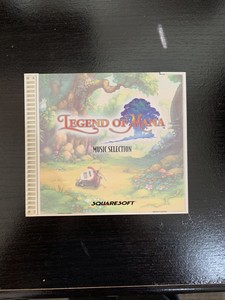 LEGEND OF MANA
MUSIC SELECTION
SQUARESOFT